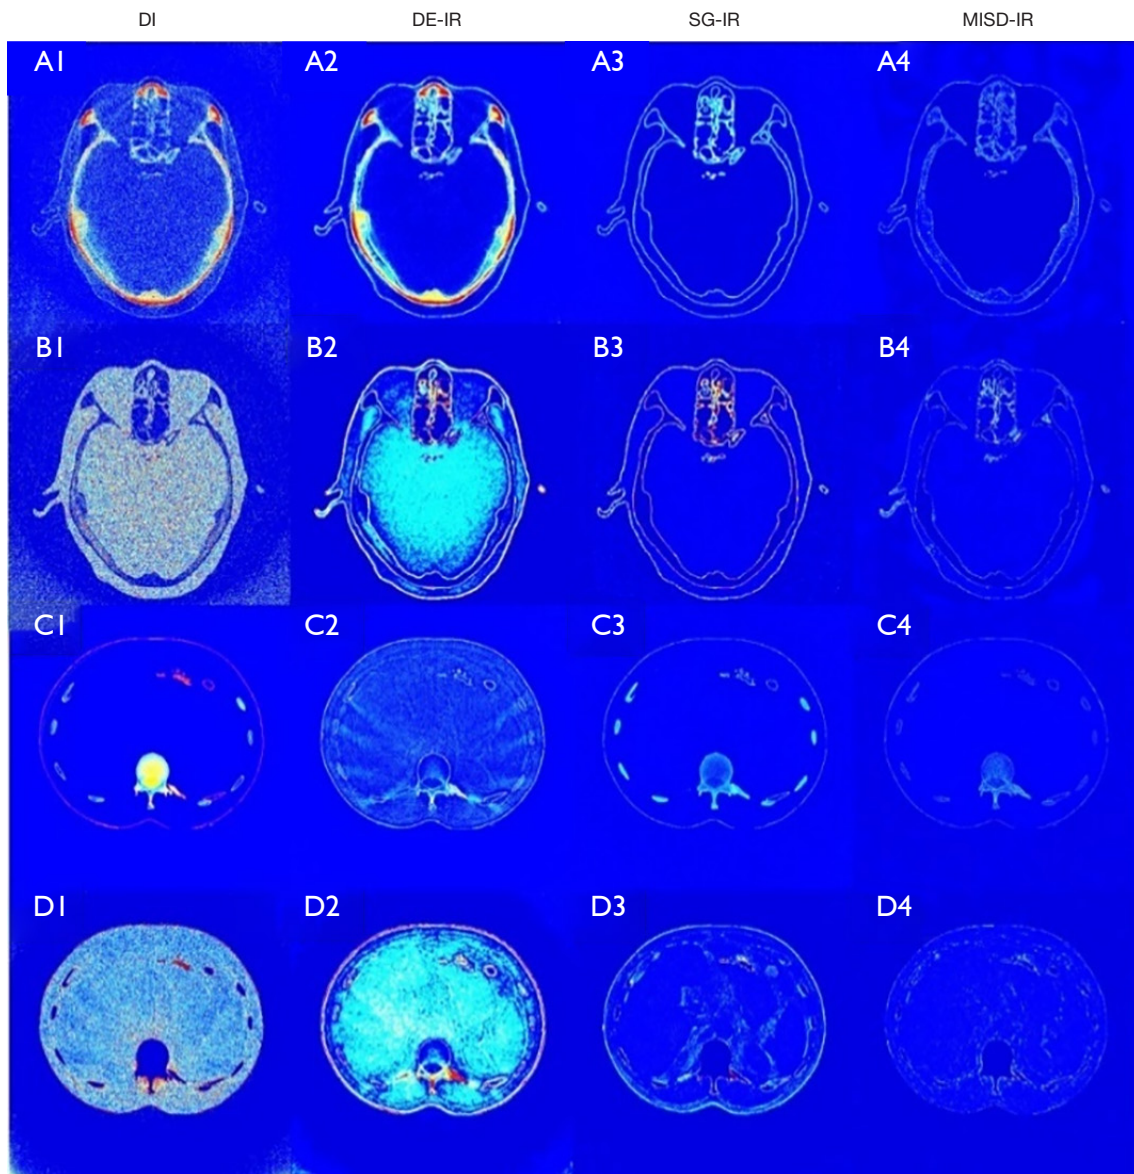 DI DE-IR SG-IR MISD-IR
A1 A2 A3 A4
B1 B2 B3 B4
C1 C2 C3 C4
D1 D2 D3 D4